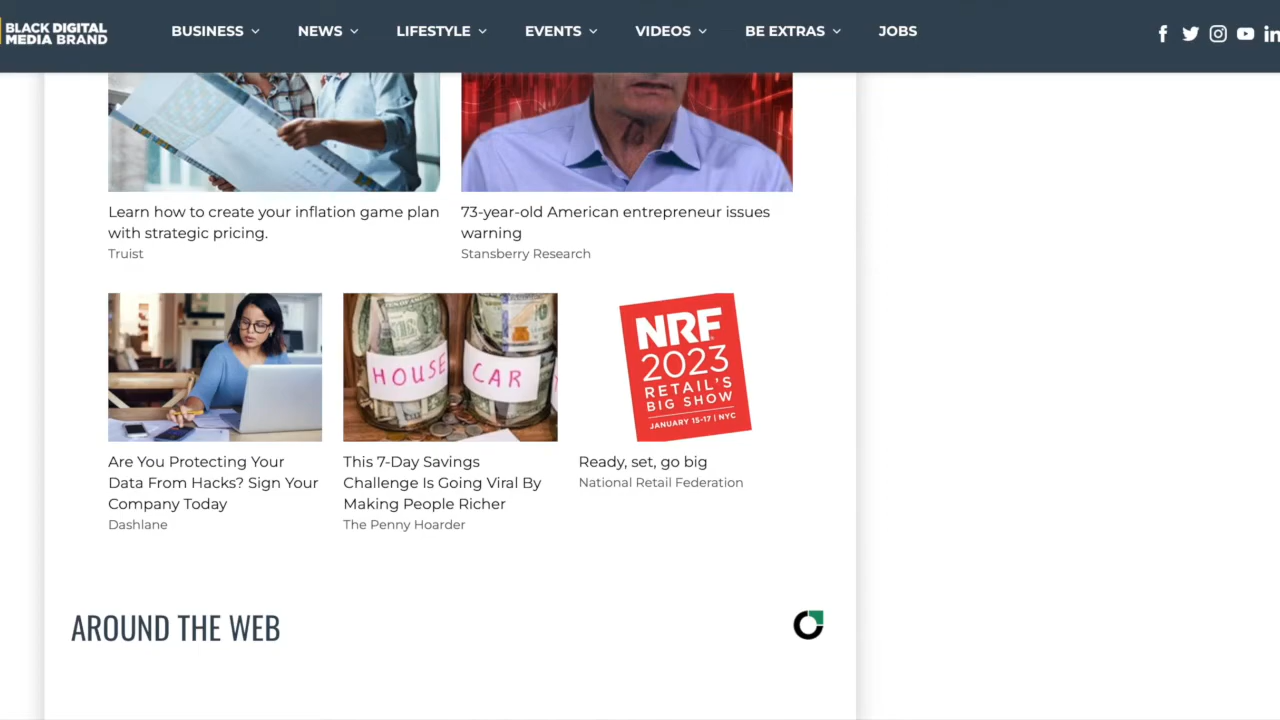 BLACK DIGITAL
MEDIA BRAND
BUSINESS NEWS LIFESTYLE EVENTS VIDEOS BE EXTRAS JOBS
Learn how to create your inflation game plan
with strategic pricing.
Truist
73-year-old American entrepreneur issues
warning
Stansberry Research
HOUSE
CAR
NRF
2023
RETAIL'S
BIG SHOW
JANUARY 15-17 | NYC
Are You Protecting Your
Data From Hacks? Sign Your
Company Today
Dashlane
This 7-Day Savings
Challenge Is Going Viral By
Making People Richer
The Penny Hoarder
Ready, set, go big
National Retail Federation
AROUND THE WEB